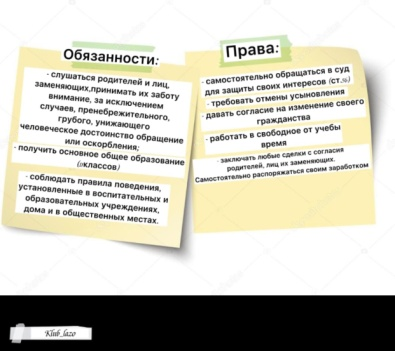 Обязанности:
- слушаться родителей и лиц,
заменяющих,принимать их заботу
внимание, за исключением
случаев, пренебрежительного,
грубого, унижающего
человеческое достоинство обращение
или оскорбления;
- получить основное общее образование
(9классов)
- соблюдать правила поведения,
установленные в воспитательных и
образовательных учреждениях,
дома и в общественных местах.
Права:
- самостоятельно обращаться в суд
для защиты своих интересов (ст.56)
- требовать отмены усыновления
- давать согласие на изменение своего
гражданства
- работать в свободное от учебы
время
- заключать любые сделки с согласия
родителей, лиц их заменяющих.
Самостоятельно распоряжаться своим заработком
Klub_lazo